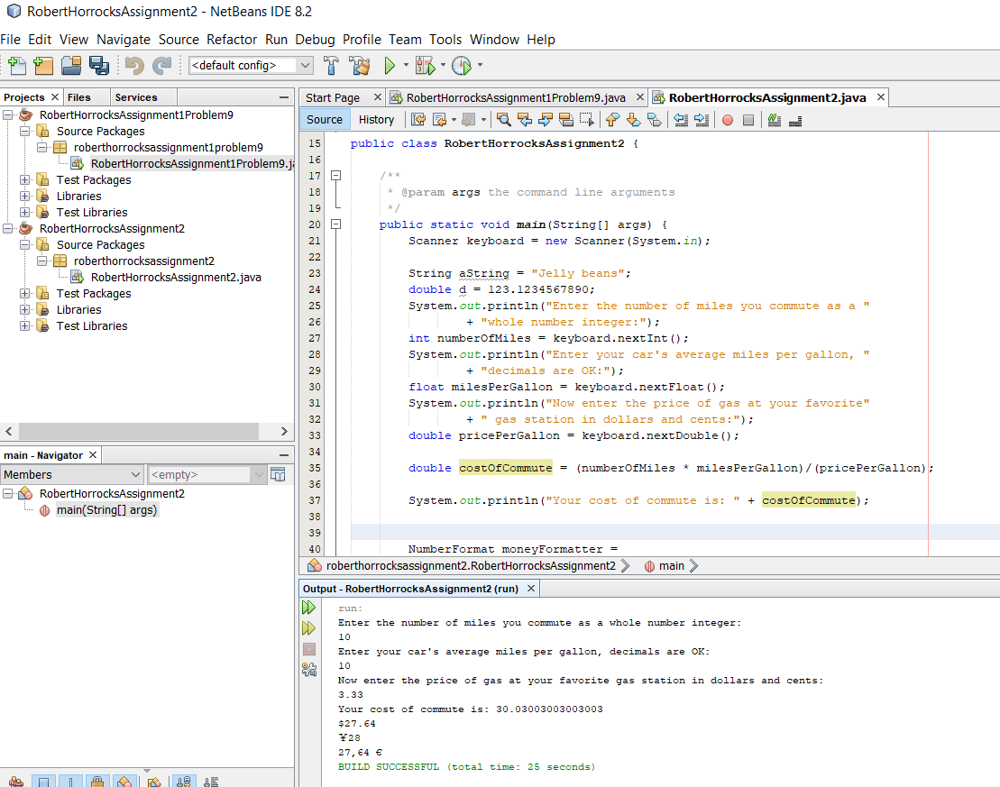 RobertHorrocksAssignment2 - NetBeans IDE 8.2
File Edit View Navigate Source Refactor Run Debug Profile Team Tools Window Help
<default config>
Projects Files Services
RobertHorrocksAssignment1Problem9
Source Packages
roberthorrocksassignment1problem9
RobertHorrocksAssignment1Problem9.ja
Test Packages
Libraries
Test Libraries
RobertHorrocksAssignment2
Source Packages
roberthorrocksassignment2
RobertHorrocksAssignment2.java
Test Packages
Libraries
Test Libraries
main - Navigator
Members <empty>
RobertHorrocksAssignment2
main(String[] args)
Start Page RobertHorrocksAssignment1Problem9.java RobertHorrocksAssignment2.java
Source History
15 public class RobertHorrocksAssignment2 {
16
17 /**
18 * @param args the command line arguments
19 */
20 public static void main(String[] args) {
21 Scanner keyboard = new Scanner(System.in);
22
23 String aString = "Jelly beans";
24 double d = 123.1234567890;
25 System.out.println("Enter the number of miles you commute as a "
26 + "whole number integer:");
27 int numberOfMiles = keyboard.nextInt();
28 System.out.println("Enter your car's average miles per gallon, "
29 + "decimals are OK:");
30 float milesPerGallon = keyboard.nextFloat();
31 System.out.println("Now enter the price of gas at your favorite"
32 + " gas station in dollars and cents:");
33 double pricePerGallon = keyboard.nextDouble();
34
35 double costOfCommute = (numberOfMiles * milesPerGallon)/(pricePerGallon);
36
37 System.out.println("Your cost of commute is: " + costOfCommute);
38
39
40 NumberFormat moneyFormatter =
roberthorrocksassignment2.RobertHorrocksAssignment2 main
Output - RobertHorrocksAssignment2 (run)
run:
Enter the number of miles you commute as a whole number integer:
10
Enter your car's average miles per gallon, decimals are OK:
10
Now enter the price of gas at your favorite gas station in dollars and cents:
3.33
Your cost of commute is: 30.03003003003003
$27.64
¥28
27,64 €
BUILD SUCCESSFUL (total time: 25 seconds)